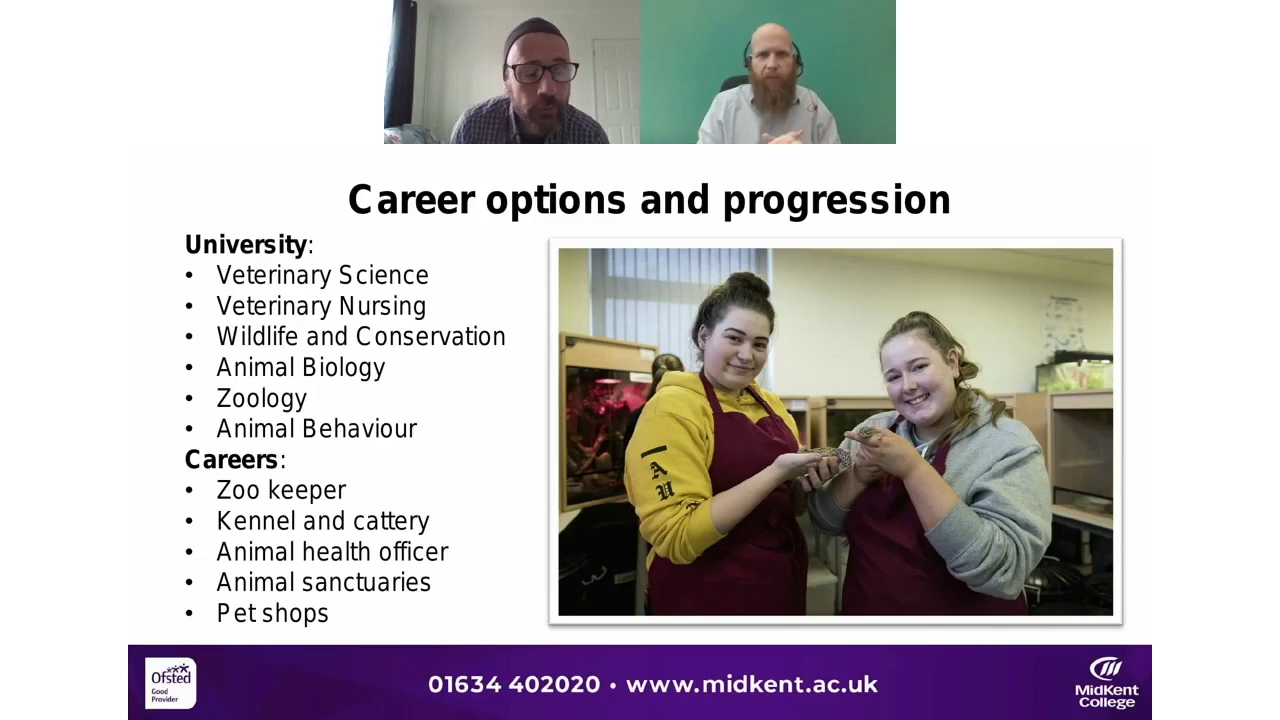 Career options and progression
University:
• Veterinary Science
• Veterinary Nursing
• Wildlife and Conservation
• Animal Biology
• Zoology
• Animal Behaviour
Careers:
• Zoo keeper
• Kennel and cattery
• Animal health officer
• Animal sanctuaries
• Pet shops
A
U
Ofsted
Good
Provider
01634 402020 • www.midkent.ac.uk
MidKent
College